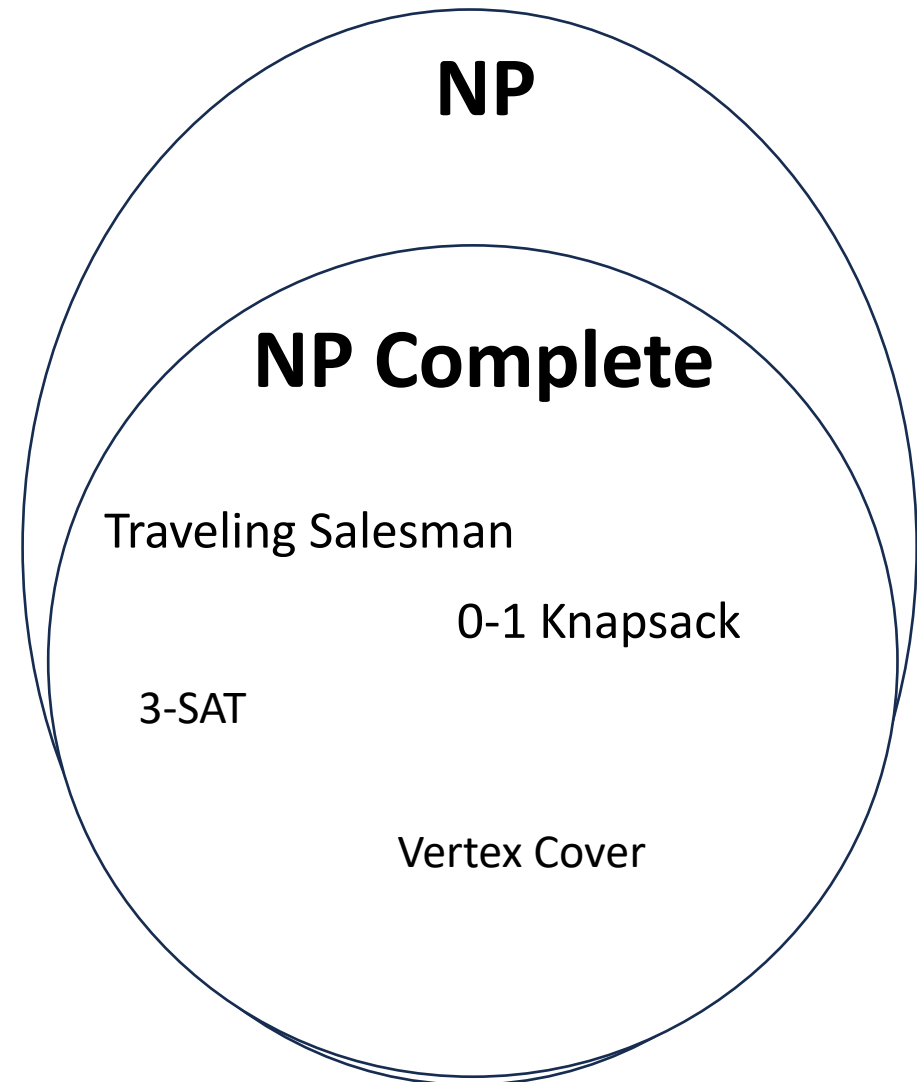 NP
NP Complete
Traveling Salesman
0-1 Knapsack
3-SAT
Vertex Cover